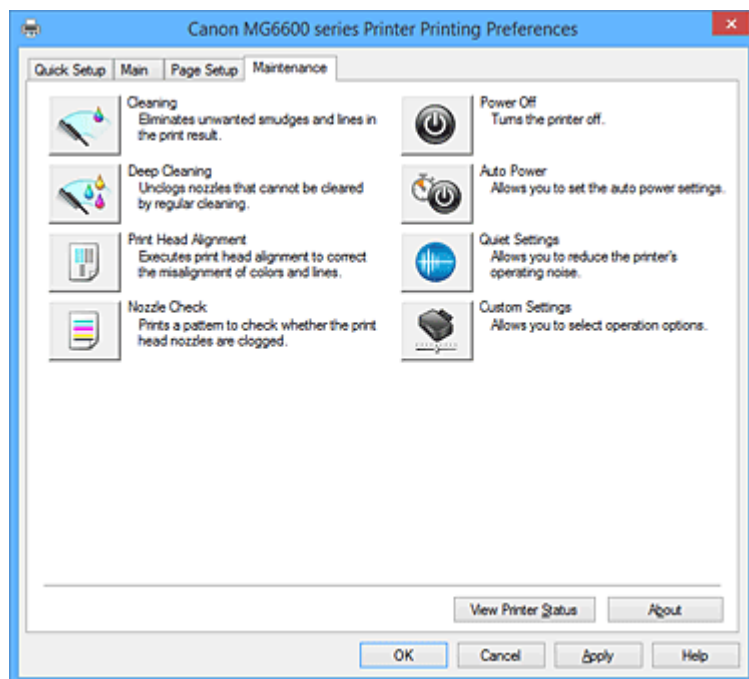 Canon MG6600 series Printer Printing Preferences
Quick Setup Main Page Setup Maintenance
Cleaning
Eliminates unwanted smudges and lines in
the print result.
Deep Cleaning
Unclogs nozzles that cannot be cleared
by regular cleaning.
Print Head Alignment
Executes print head alignment to correct
the misalignment of colors and lines.
Nozzle Check
Prints a pattern to check whether the print
head nozzles are clogged.
Power Off
Turns the printer off.
Auto Power
Allows you to set the auto power settings.
Quiet Settings
Allows you to reduce the printer's
operating noise.
Custom Settings
Allows you to select operation options.
View Printer Status About
OK Cancel Apply Help